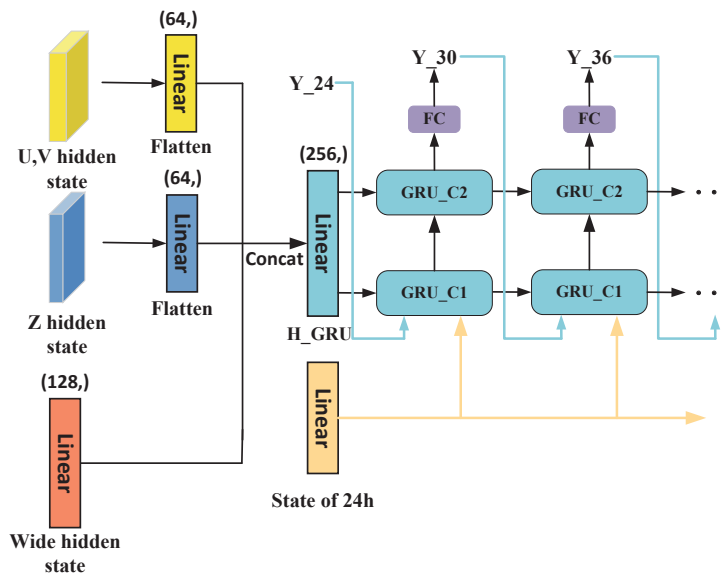 (64,)
Linear
Flatten
U,V hidden
state
(64,)
Linear
Flatten
Z hidden
state
(128,)
Linear
Wide hidden
state
Concat
(256,)
Linear
H_GRU
Linear
State of 24h
Y_24
Y_30
Y_36
FC
FC
GRU_C2
GRU_C2
GRU_C1
GRU_C1